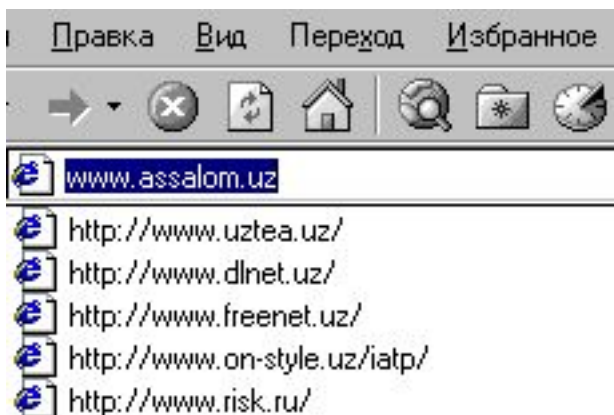 Правка Вид Переход Избранное
www.assalom.uz
http://www.uztea.uz/
http://www.dlnet.uz/
http://www.freenet.uz/
http://www.on-style.uz/iatp/
http://www.risk.ru/